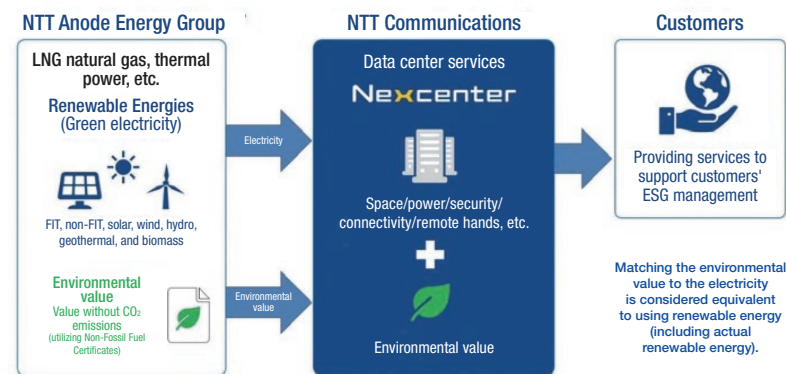 NTT Anode Energy Group
LNG natural gas, thermal
power, etc.
Renewable Energies
(Green electricity)
FIT, non-FIT, solar, wind, hydro,
geothermal, and biomass
Environmental
value
Value without CO₂
emissions
(utilizing Non-Fossil Fuel
Certificates)
Electricity
Environmental
value
NTT Communications
Data center services
Nexcenter
Space/power/security/
connectivity/remote hands, etc.
Environmental value
Customers
Providing services to
support customers'
ESG management
Matching the environmental
value to the electricity
is considered equivalent
to using renewable energy
(including actual
renewable energy).